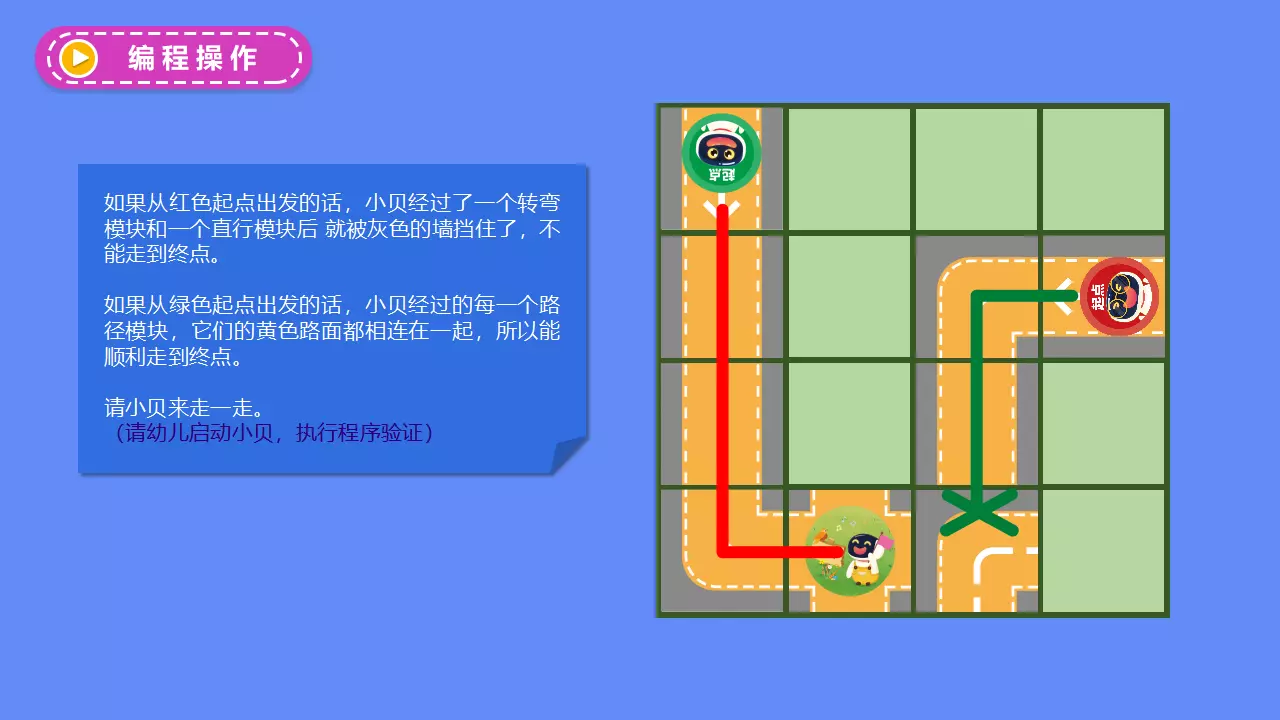 编程操作
如果从红色起点出发的话，小贝经过了一个转弯
模块和一个直行模块后 就被灰色的墙挡住了，不
能走到终点。
如果从绿色起点出发的话，小贝经过的每一个路
径模块，它们的黄色路面都相连在一起，所以能
顺利走到终点。
请小贝来走一走。
（请幼儿启动小贝，执行程序验证）
起点
起点